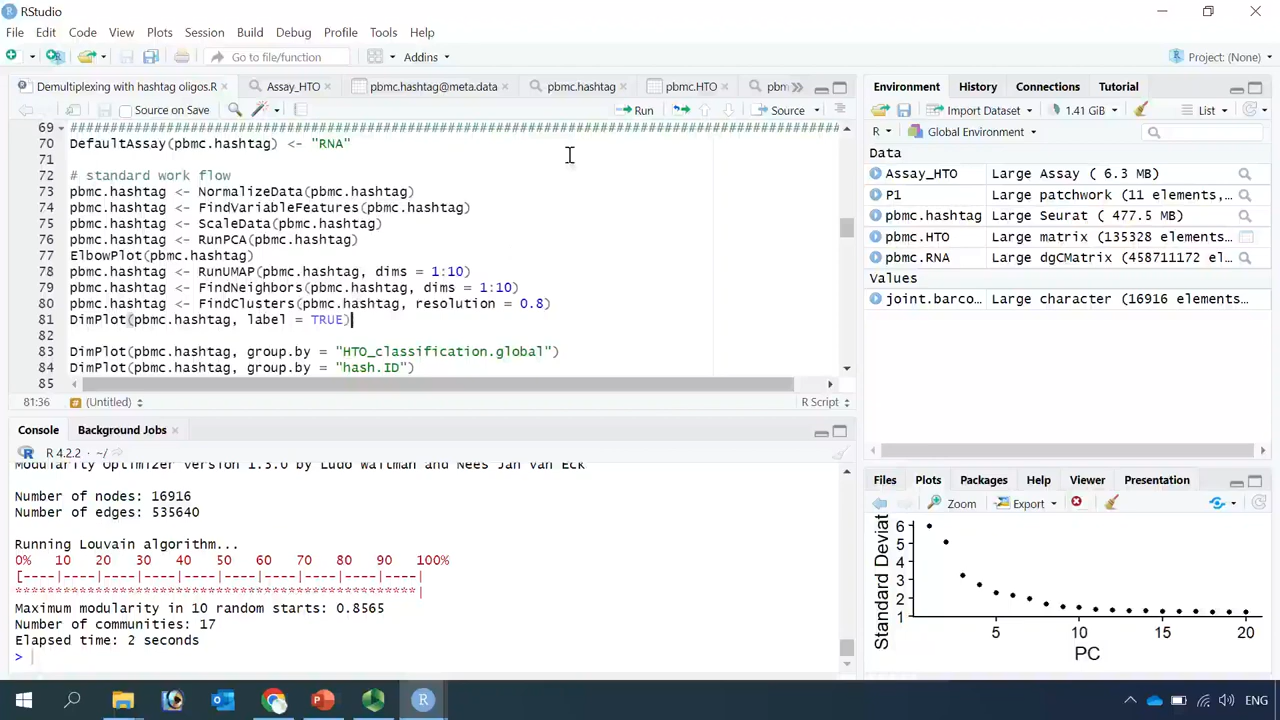 RStudio
File Edit Code View Plots Session Build Debug Profile Tools Help
Go to file/function Addins Project: (None)
Demultiplexing with hashtag oligos.R Assay_HTO pbmc.hashtag@meta.data pbmc.hashtag pbmc.HTO pbm
Source on Save Run Source
69 ################################################################################
70 DefaultAssay(pbmc.hashtag) <- "RNA"
71
72 # standard work flow
73 pbmc.hashtag <- NormalizeData(pbmc.hashtag)
74 pbmc.hashtag <- FindVariableFeatures(pbmc.hashtag)
75 pbmc.hashtag <- ScaleData(pbmc.hashtag)
76 pbmc.hashtag <- RunPCA(pbmc.hashtag)
77 ElbowPlot(pbmc.hashtag)
78 pbmc.hashtag <- RunUMAP(pbmc.hashtag, dims = 1:10)
79 pbmc.hashtag <- FindNeighbors(pbmc.hashtag, dims = 1:10)
80 pbmc.hashtag <- FindClusters(pbmc.hashtag, resolution = 0.8)
81 DimPlot(pbmc.hashtag, label = TRUE)
82
83 DimPlot(pbmc.hashtag, group.by = "HTO_classification.global")
84 DimPlot(pbmc.hashtag, group.by = "hash.ID")
85
81:36 # (Untitled) R Script
Console Background Jobs
R 4.2.2 · ~/
Modularity Optimizer version 1.3.0 by Ludo Waltman and Nees Jan van Eck
Number of nodes: 16916
Number of edges: 535640
Running Louvain algorithm...
0% 10 20 30 40 50 60 70 80 90 100%
[----|----|----|----|----|----|----|----|----|----|
**************************************************|
Maximum modularity in 10 random starts: 0.8565
Number of communities: 17
Elapsed time: 2 seconds
>
Environment History Connections Tutorial
Import Dataset 1.41 GiB List
R Global Environment
Data
Assay_HTO Large Assay ( 6.3 MB)
P1 Large patchwork (11 elements,…
pbmc.hashtag Large Seurat ( 477.5 MB)
pbmc.HTO Large matrix (135328 elements…
pbmc.RNA Large dgCMatrix (458711172 el…
Values
joint.barco… Large character (16916 elements…
Files Plots Packages Help Viewer Presentation
Zoom Export
Standard Deviat
6
5
4
3
2
1
5 10 15 20
PC
ENG